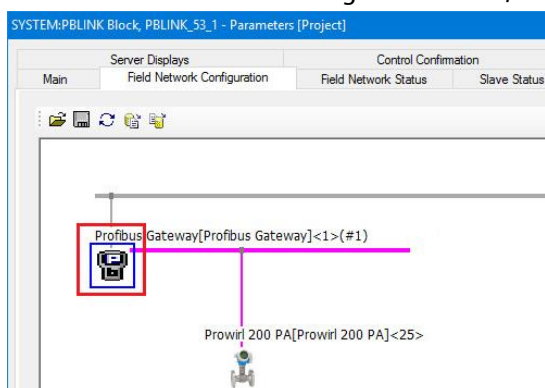 SYSTEM:PBLINK Block, PBLINK_53_1 - Parameters [Project]
Server Displays Control Confirmation
Main Field Network Configuration Field Network Status Slave Status
Profibus Gateway[Profibus Gateway]<1>(#1)
Prowirl 200 PA[Prowirl 200 PA]<25>